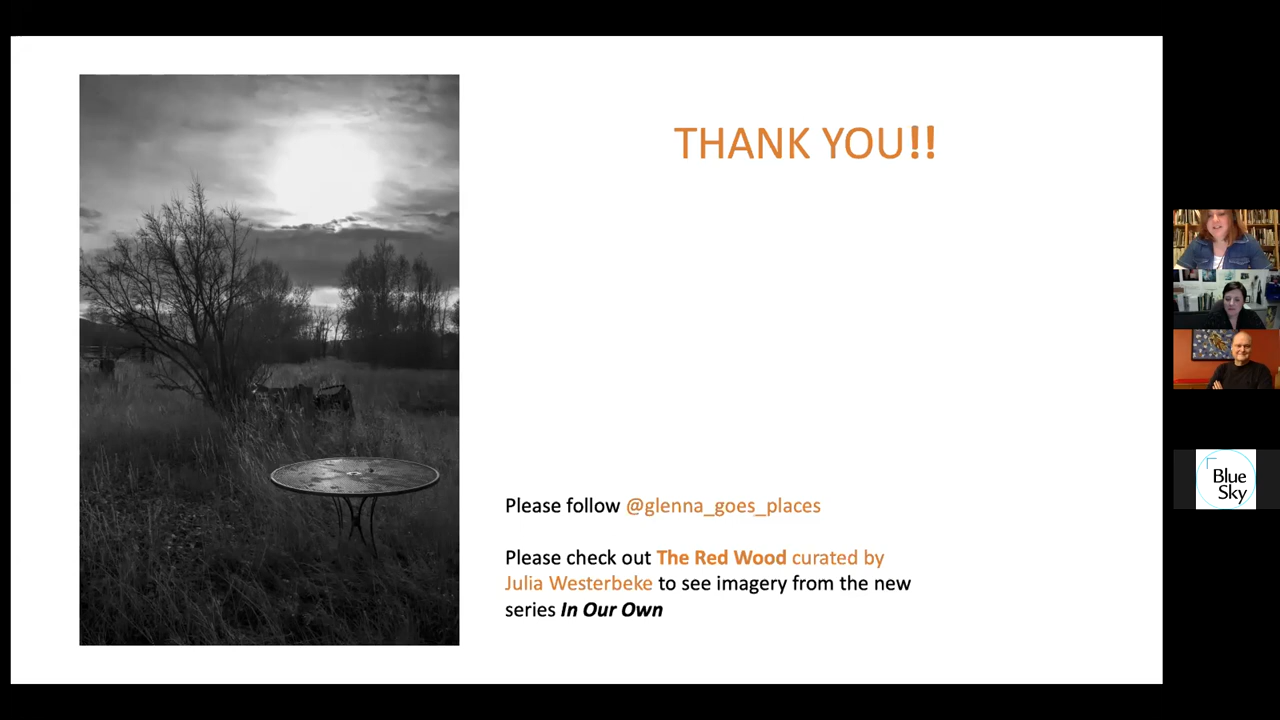 THANK YOU!!
Please follow @glenna_goes_places
Please check out The Red Wood curated by
Julia Westerbeke to see imagery from the new
series In Our Own
Blue
Sky